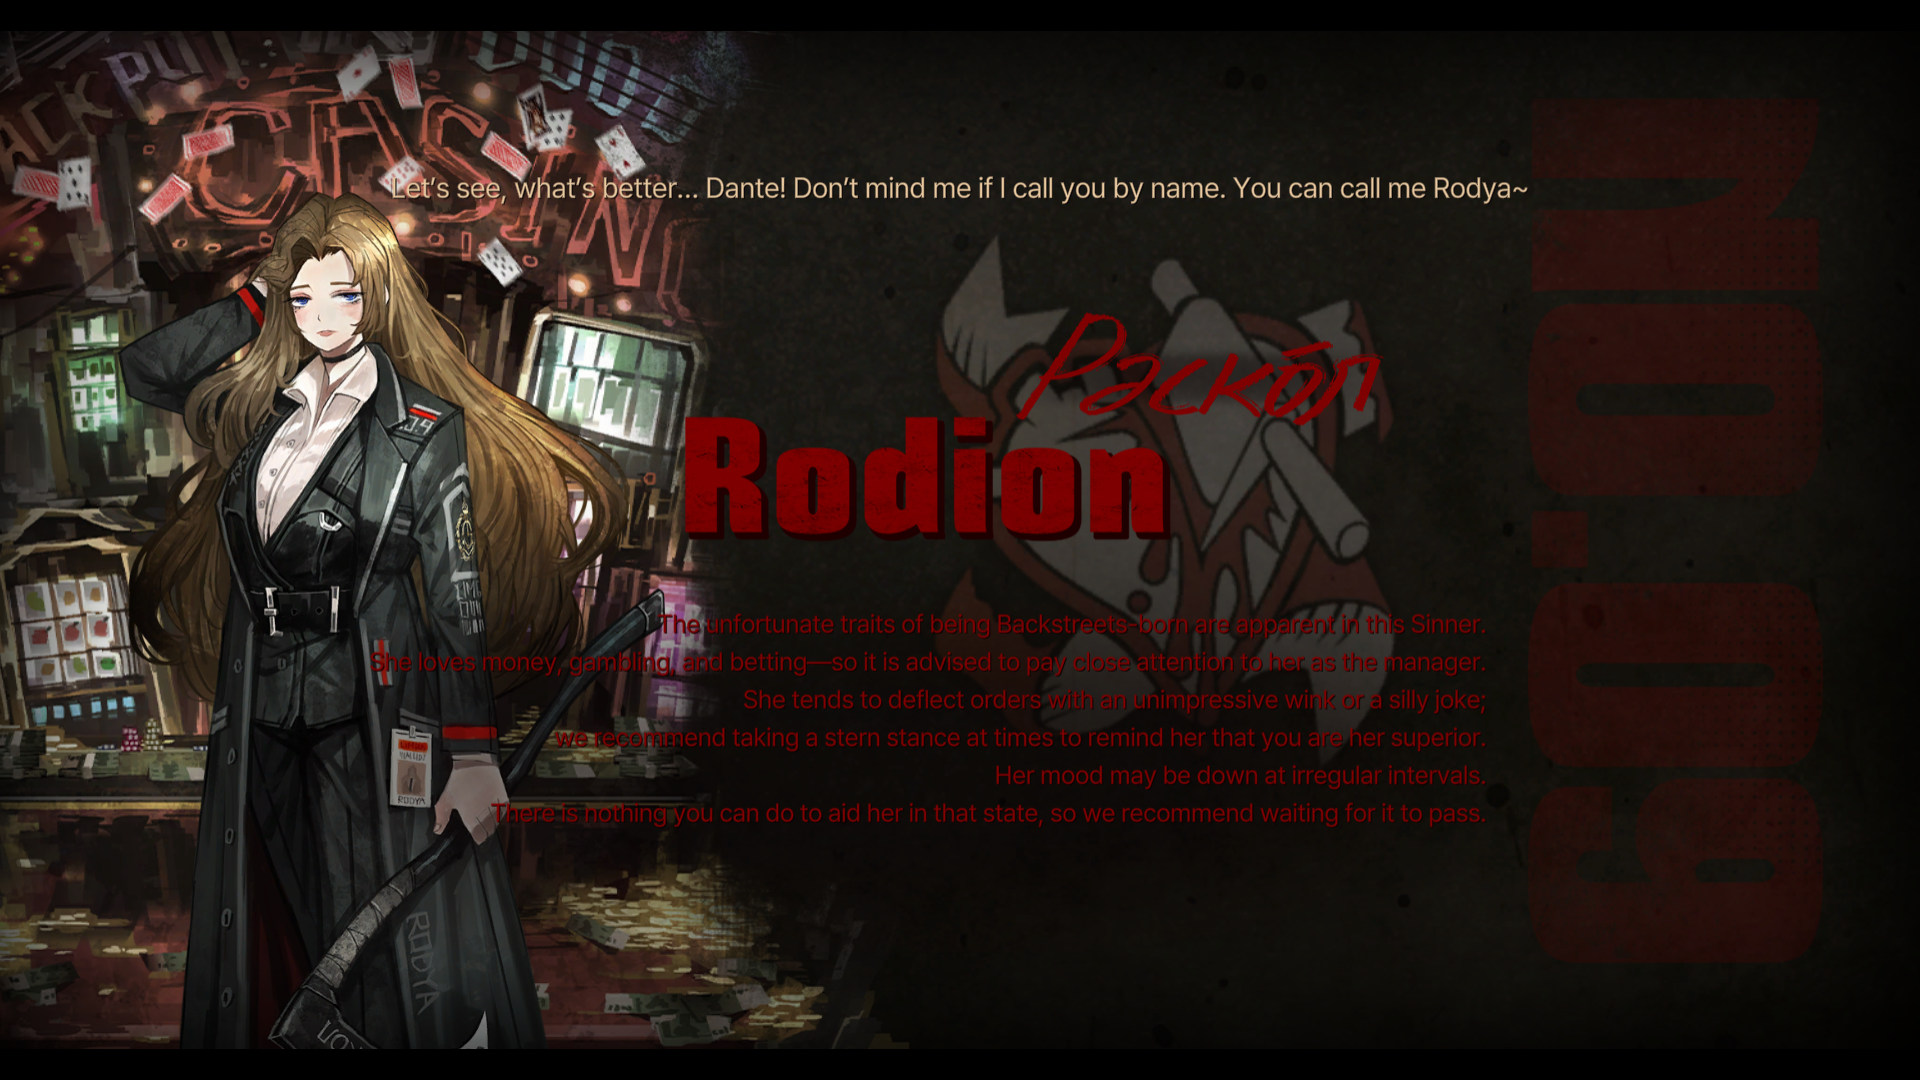 CASIN
Let's see, what's better... Dante! Don't mind me if I call you by name. You can call me Rodya~
Раскол
Rodion
The unfortunate traits of being Backstreets-born are apparent in this Sinner.
She loves money, gambling, and betting—so it is advised to pay close attention to her as the manager.
She tends to deflect orders with an unimpressive wink or a silly joke;
we recommend taking a stern stance at times to remind her that you are her superior.
Her mood may be down at irregular intervals.
There is nothing you can do to aid her in that state, so we recommend waiting for it to pass.
NO.09
RODYA
RODYA